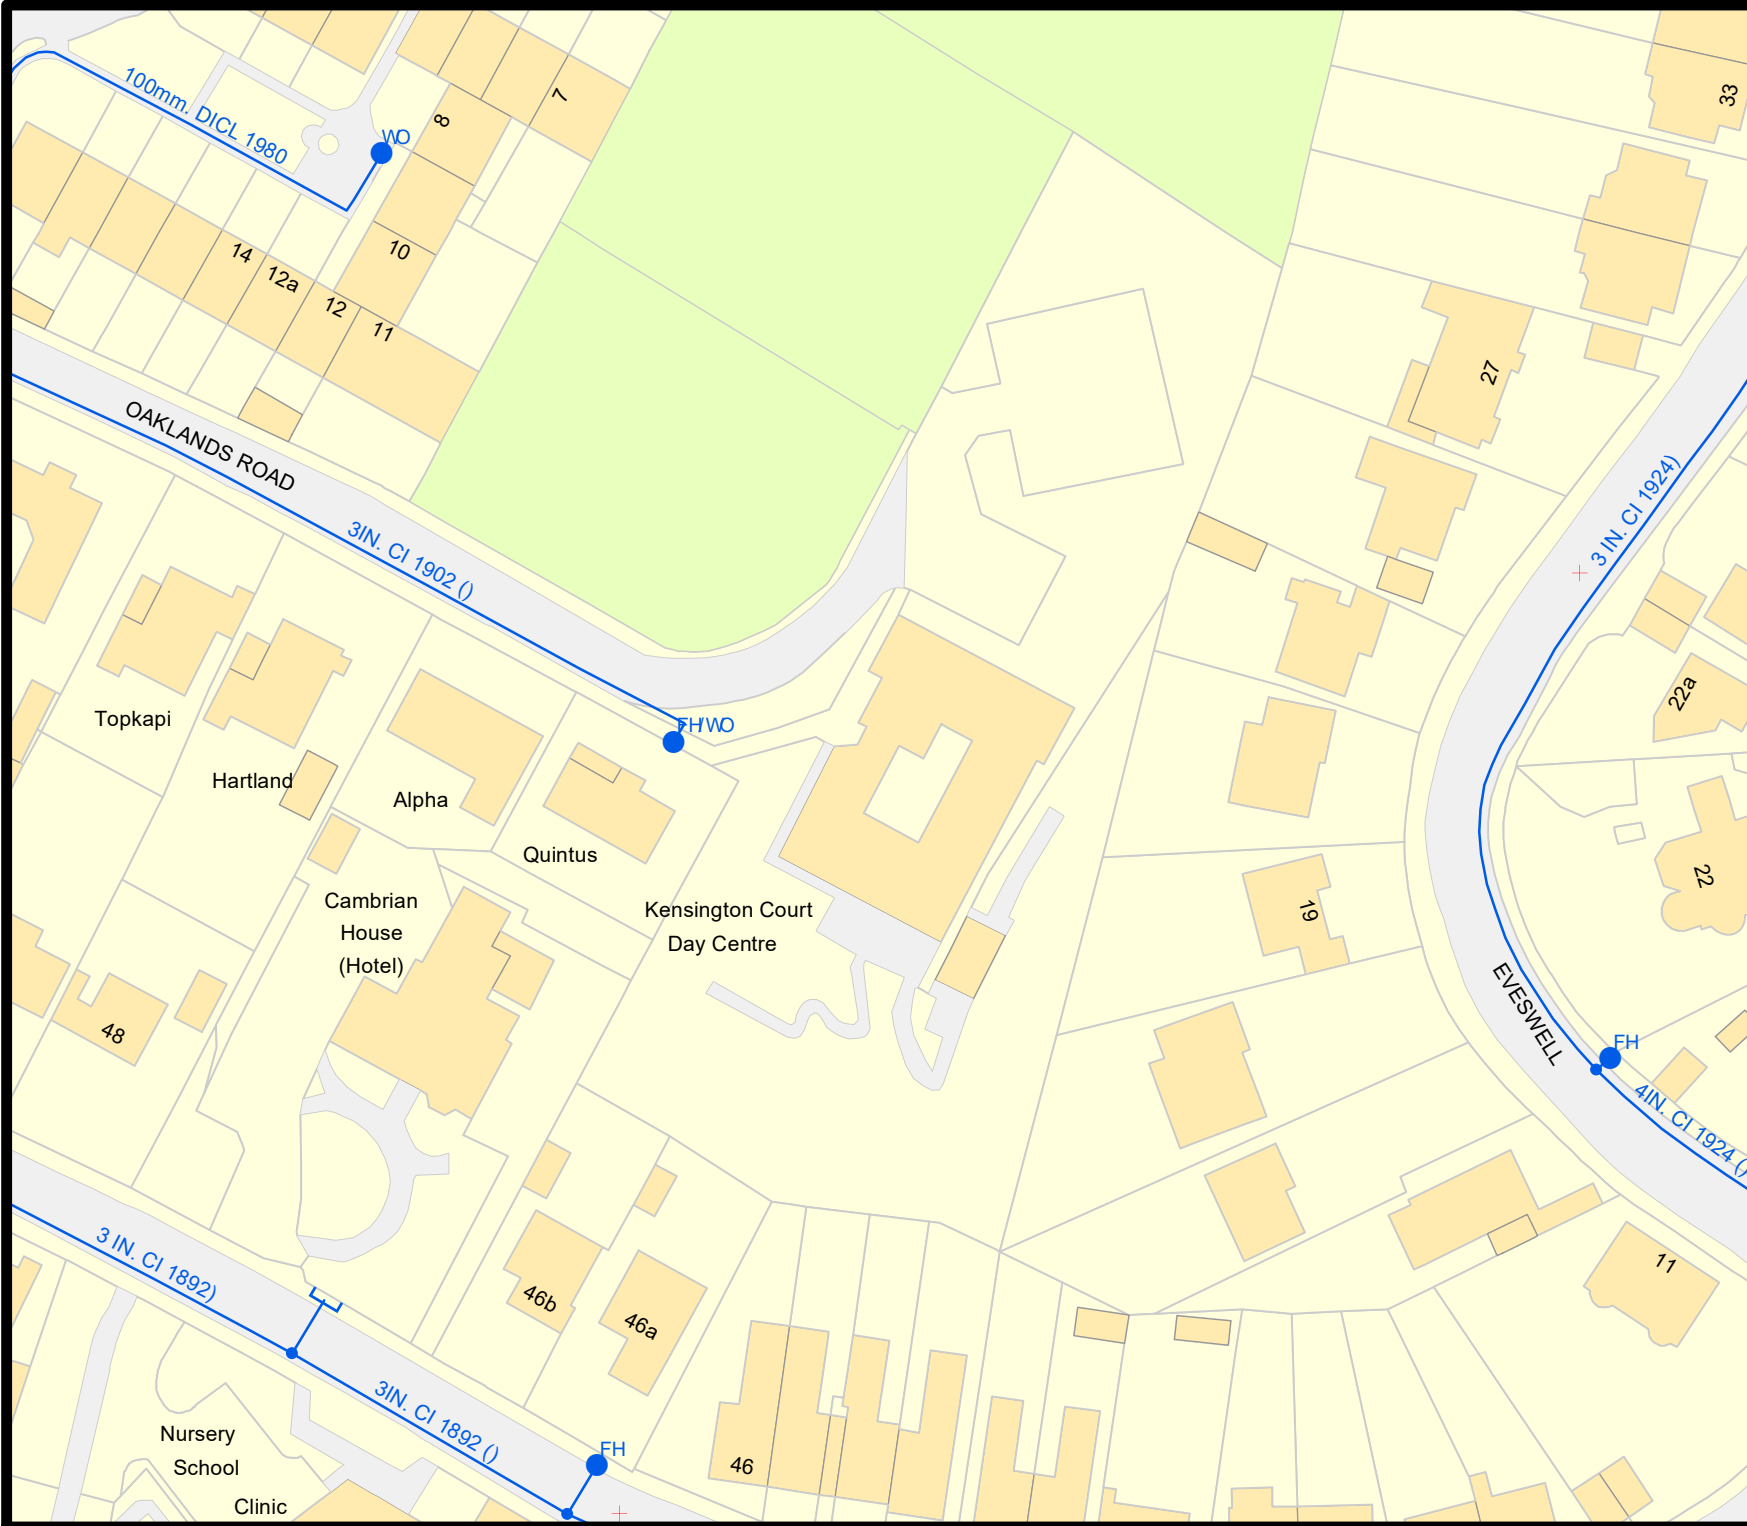 100mm. DICL 1980
WO
7
8
33
10
14
12a
12
11
27
OAKLANDS ROAD
3IN. CI 1902 ()
3 IN. CI 1924)
22a
Topkapi
FH/WO
Hartland
Alpha
Quintus
22
Cambrian
House
(Hotel)
Kensington Court
Day Centre
19
EVESWELL
48
FH
4IN. CI 1924 ()
3 IN. CI 1892)
46b
46a
11
3IN. CI 1892 ()
Nursery
School
FH
46
Clinic